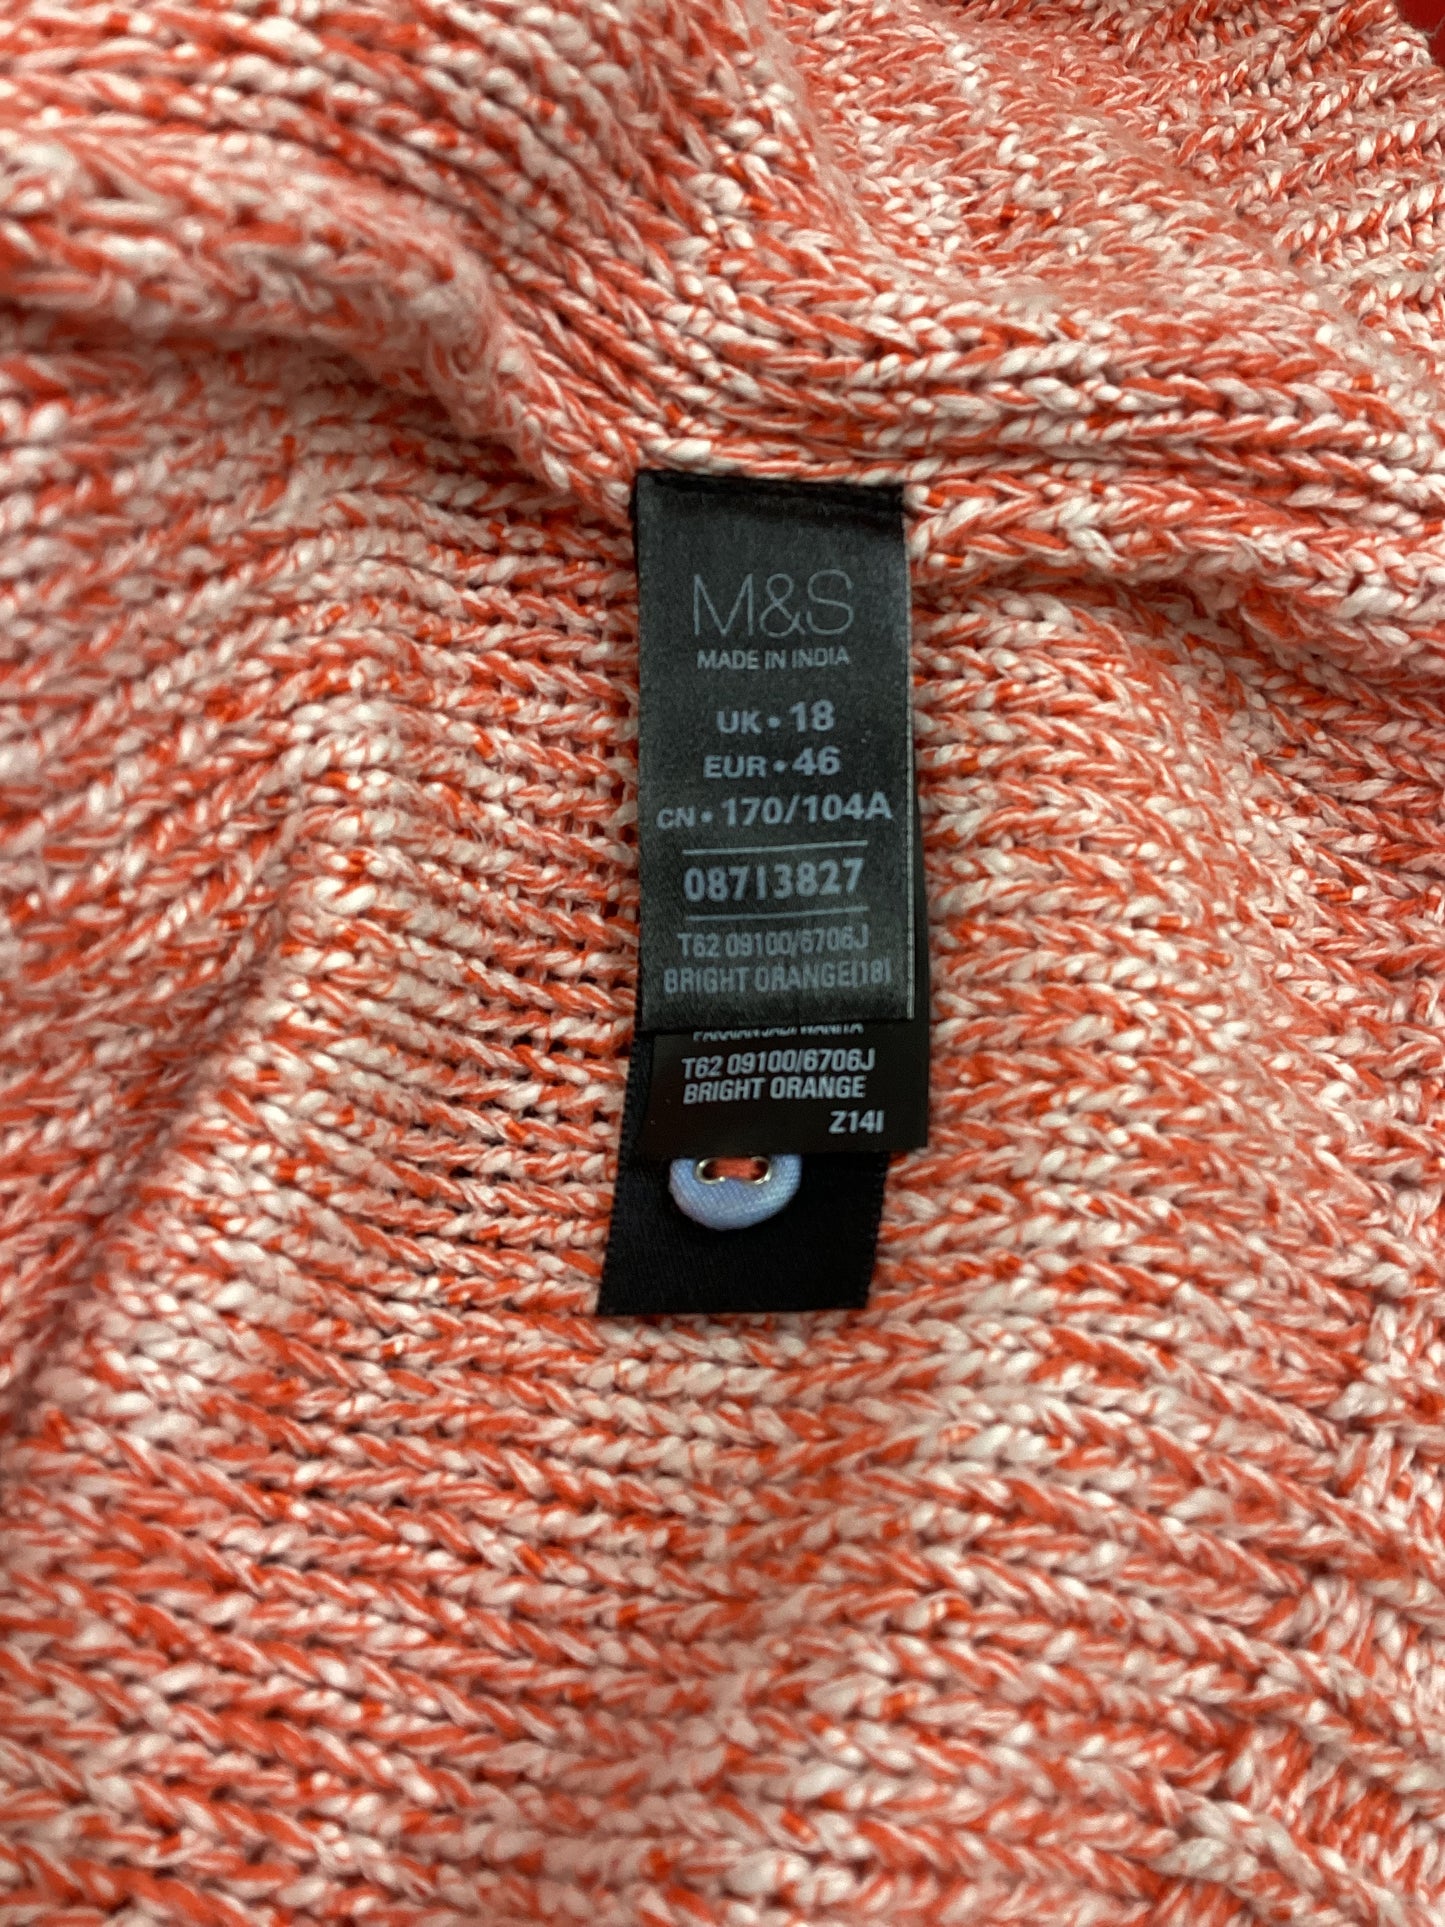 M&S
MADE IN INDIA
UK • 18
EUR • 46
CN • 170/104A
08713827
T62 09100/6706J
BRIGHT ORANGE(18)
T62 09100/6706J
BRIGHT ORANGE
Z14I